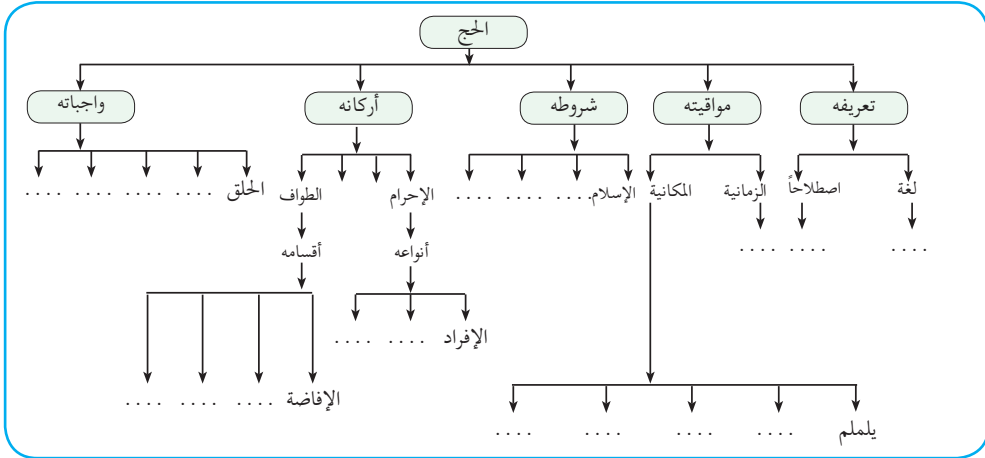 الحج
تعريفه مواقيته شروطه أركانه واجباته
لغة اصطلاحاً الزمانية المكانية الإسلام .... .... .... الإحرام الطواف الحلق .... .... .... ....
.... .... ....
أنواعه أقسامه
الإفراد .... ....
الإفاضة .... .... ....
يلملم .... .... .... ....